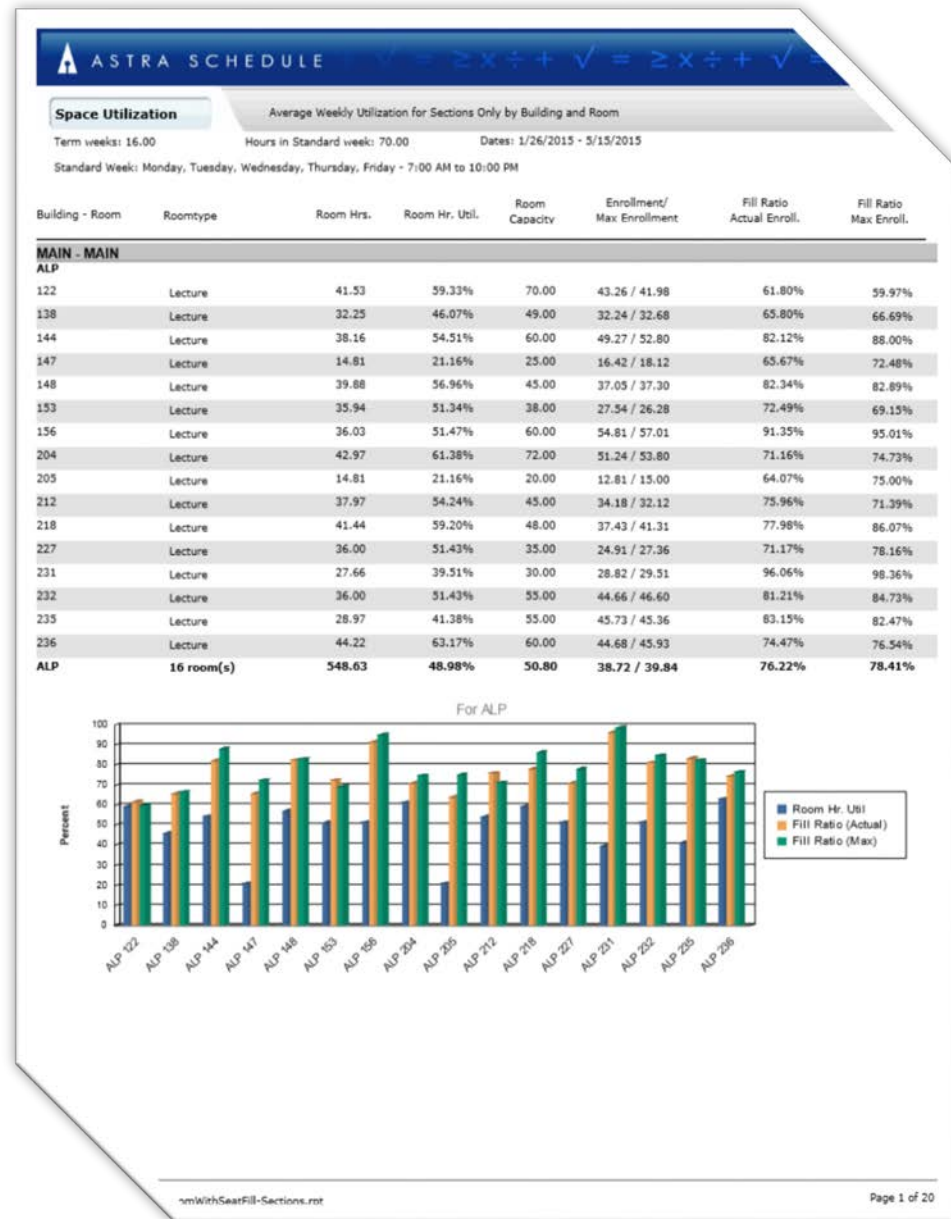 ASTRA SCHEDULE √ = ≥ x ÷ + √ = ≥ x ÷ + √ =
Space Utilization Average Weekly Utilization for Sections Only by Building and Room
Term weeks: 16.00 Hours in Standard week: 70.00 Dates: 1/26/2015 - 5/15/2015
Standard Week: Monday, Tuesday, Wednesday, Thursday, Friday - 7:00 AM to 10:00 PM
Building - Room Roomtype Room Hrs. Room Hr. Util. Room Capacity Enrollment/ Max Enrollment Fill Ratio Actual Enroll. Fill Ratio Max Enroll.
MAIN - MAIN
ALP
122 Lecture 41.53 59.33% 70.00 43.26 / 41.98 61.80% 59.97%
138 Lecture 32.25 46.07% 49.00 32.24 / 32.68 65.80% 66.69%
144 Lecture 38.16 54.51% 60.00 49.27 / 52.80 82.12% 88.00%
147 Lecture 14.81 21.16% 25.00 16.42 / 18.12 65.67% 72.48%
148 Lecture 39.88 56.96% 45.00 37.05 / 37.30 82.34% 82.89%
153 Lecture 35.94 51.34% 38.00 27.54 / 26.28 72.49% 69.15%
156 Lecture 36.03 51.47% 60.00 54.81 / 57.01 91.35% 95.01%
204 Lecture 42.97 61.38% 72.00 51.24 / 53.80 71.16% 74.73%
205 Lecture 14.81 21.16% 20.00 12.81 / 15.00 64.07% 75.00%
212 Lecture 37.97 54.24% 45.00 34.18 / 32.12 75.96% 71.39%
218 Lecture 41.44 59.20% 48.00 37.43 / 41.31 77.98% 86.07%
227 Lecture 36.00 51.43% 35.00 24.91 / 27.36 71.17% 78.16%
231 Lecture 27.66 39.51% 30.00 28.82 / 29.51 96.06% 98.36%
232 Lecture 36.00 51.43% 55.00 44.66 / 46.60 81.21% 84.73%
235 Lecture 28.97 41.38% 55.00 45.73 / 45.36 83.15% 82.47%
236 Lecture 44.22 63.17% 60.00 44.68 / 45.93 74.47% 76.54%
ALP 16 room(s) 548.63 48.98% 50.80 38.72 / 39.84 76.22% 78.41%
For ALP
100
90
80
70
60
50
40
30
20
10
0
Percent
Room Hr. Util
Fill Ratio (Actual)
Fill Ratio (Max)
ALP 122 ALP 138 ALP 144 ALP 147 ALP 148 ALP 153 ALP 156 ALP 204 ALP 205 ALP 212 ALP 218 ALP 227 ALP 231 ALP 232 ALP 235 ALP 236
omWithSeatFill-Sections.rpt Page 1 of 20